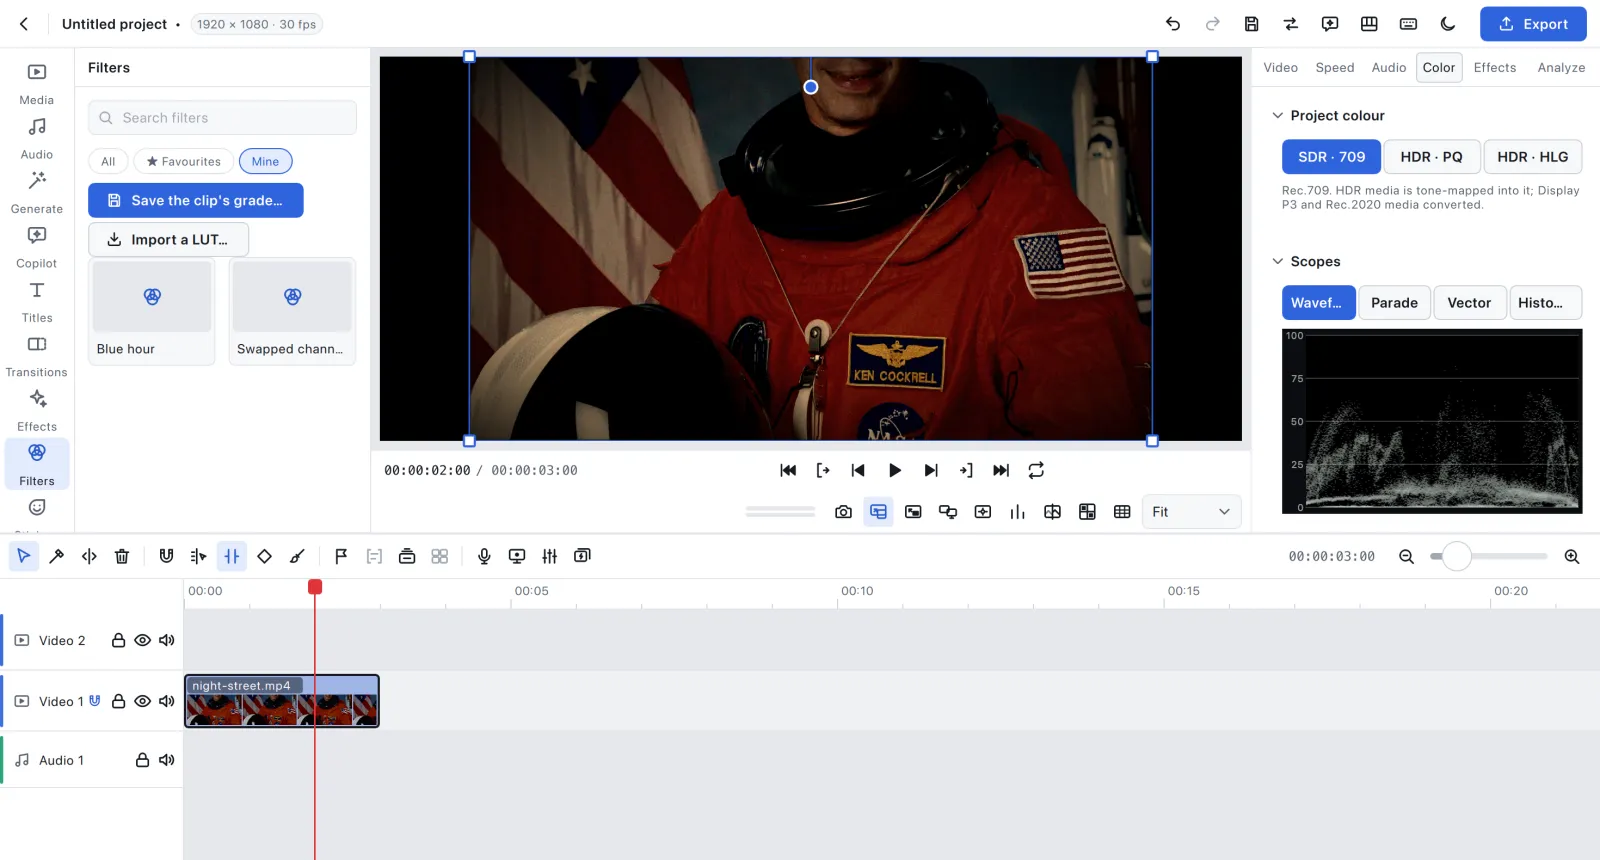 Untitled project •
1920 × 1080 · 30 fps
Export
Media
Audio
Generate
Copilot
Titles
Transitions
Effects
Filters
Filters
Search filters
All
★ Favourites
Mine
Save the clip's grade…
Import a LUT…
Blue hour
Swapped chann…
KEN COCKRELL
00:00:02:00 / 00:00:03:00
Fit
Video
Speed
Audio
Color
Effects
Analyze
Project colour
SDR · 709
HDR · PQ
HDR · HLG
Rec.709. HDR media is tone-mapped into it; Display
P3 and Rec.2020 media converted.
Scopes
Wavef…
Parade
Vector
Histo…
100
75
50
25
0
00:00:03:00
00:00
00:05
00:10
00:15
00:20
Video 2
Video 1
night-street.mp4
Audio 1